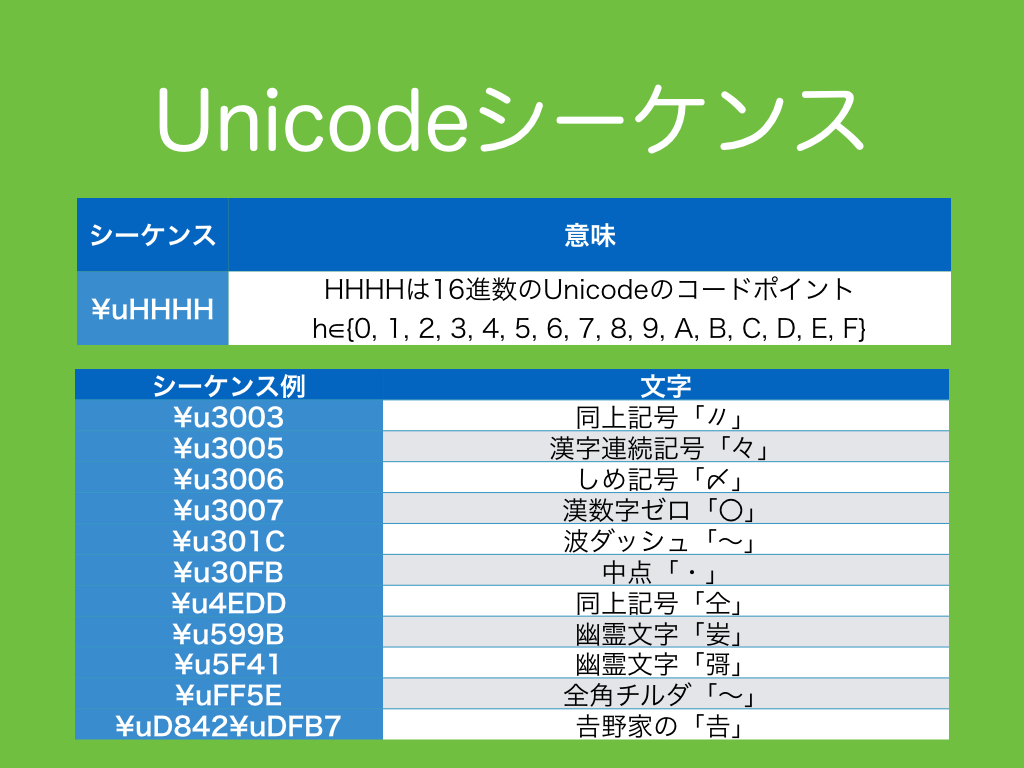 Unicodeシーケンス
シーケンス 意味
¥uHHHH HHHHは16進数のUnicodeのコードポイント
h∈{0, 1, 2, 3, 4, 5, 6, 7, 8, 9, A, B, C, D, E, F}
シーケンス例 文字
¥u3003 同上記号「〃」
¥u3005 漢字連続記号「々」
¥u3006 しめ記号「〆」
¥u3007 漢数字ゼロ「〇」
¥u301C 波ダッシュ「〜」
¥u30FB 中点「・」
¥u4EDD 同上記号「仝」
¥u599B 幽霊文字「妛」
¥u5F41 幽霊文字「彁」
¥uFF5E 全角チルダ「～」
¥uD842¥uDFB7 𠮷野家の「𠮷」